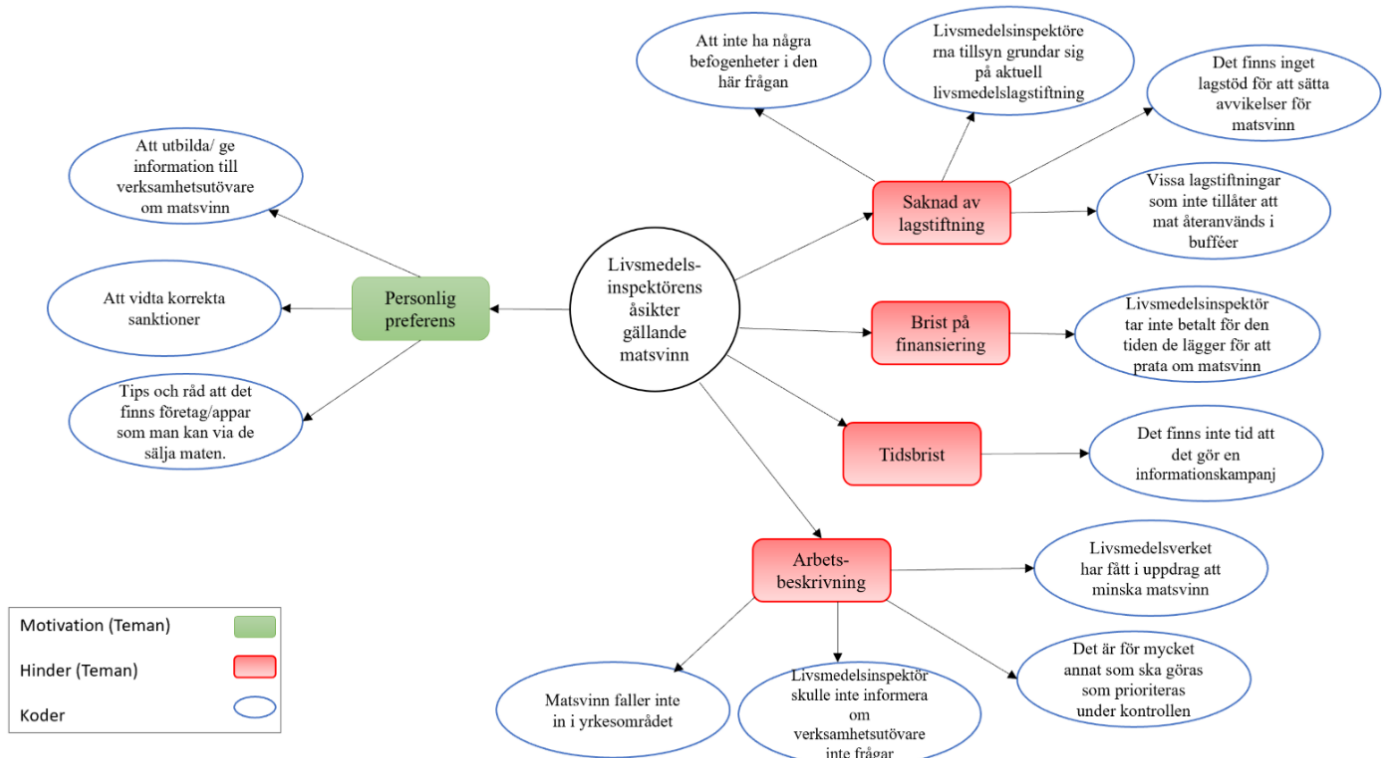 Att inte ha några
befogenheter i den
här frågan
Livsmedelsinspektöre
rna tillsyn grundar sig
på aktuell
livsmedelslagstiftning
Det finns inget
lagstöd för att sätta
avvikelser för
matsvinn
Att utbilda/ ge
information till
verksamhetsutövare
om matsvinn
Saknad av
lagstiftning
Vissa lagstiftningar
som inte tillåter att
mat återanvänds i
bufféer
Att vidta korrekta
sanktioner
Personlig
preferens
Livsmedels-
inspektörens
åsikter
gällande
matsvinn
Brist på
finansiering
Livsmedelsinspektör
tar inte betalt för den
tiden de lägger för att
prata om matsvinn
Tips och råd att det
finns företag/appar
som man kan via de
sälja maten.
Tidsbrist
Det finns inte tid att
det gör en
informationskampanj
Arbets-
beskrivning
Livsmedelsverket
har fått i uppdrag att
minska matsvinn
Matsvinn faller inte
in i yrkesområdet
Livsmedelsinspektör
skulle inte informera
om
verksamhetsutövare
inte frågar
Det är för mycket
annat som ska göras
som prioriteras
under kontrollen
Motivation (Teman)
Hinder (Teman)
Koder